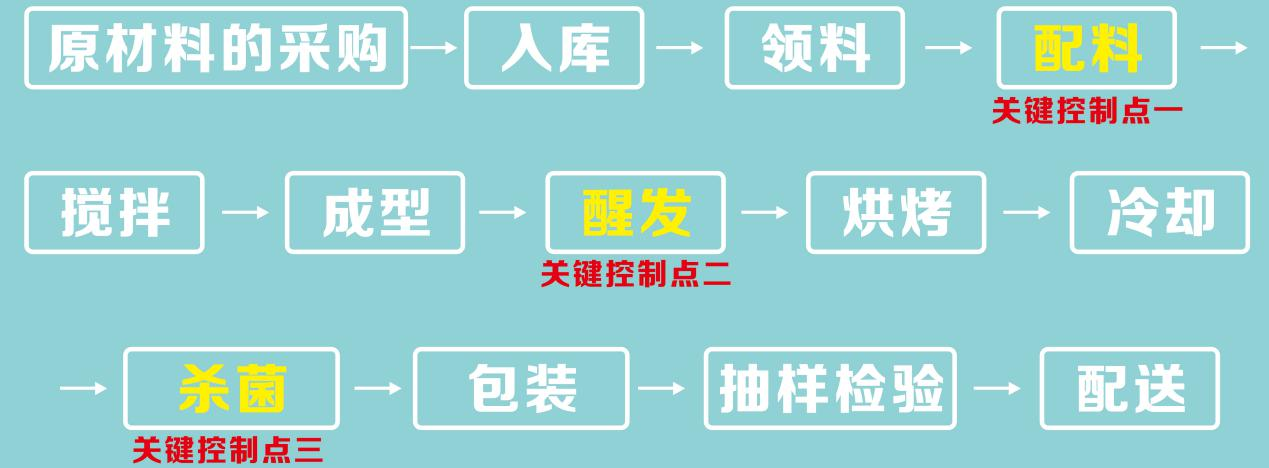 原材料的采购 入库 领料 配料
关键控制点一
搅拌 成型 醒发 烘烤 冷却
关键控制点二
杀菌 包装 抽样检验 配送
关键控制点三